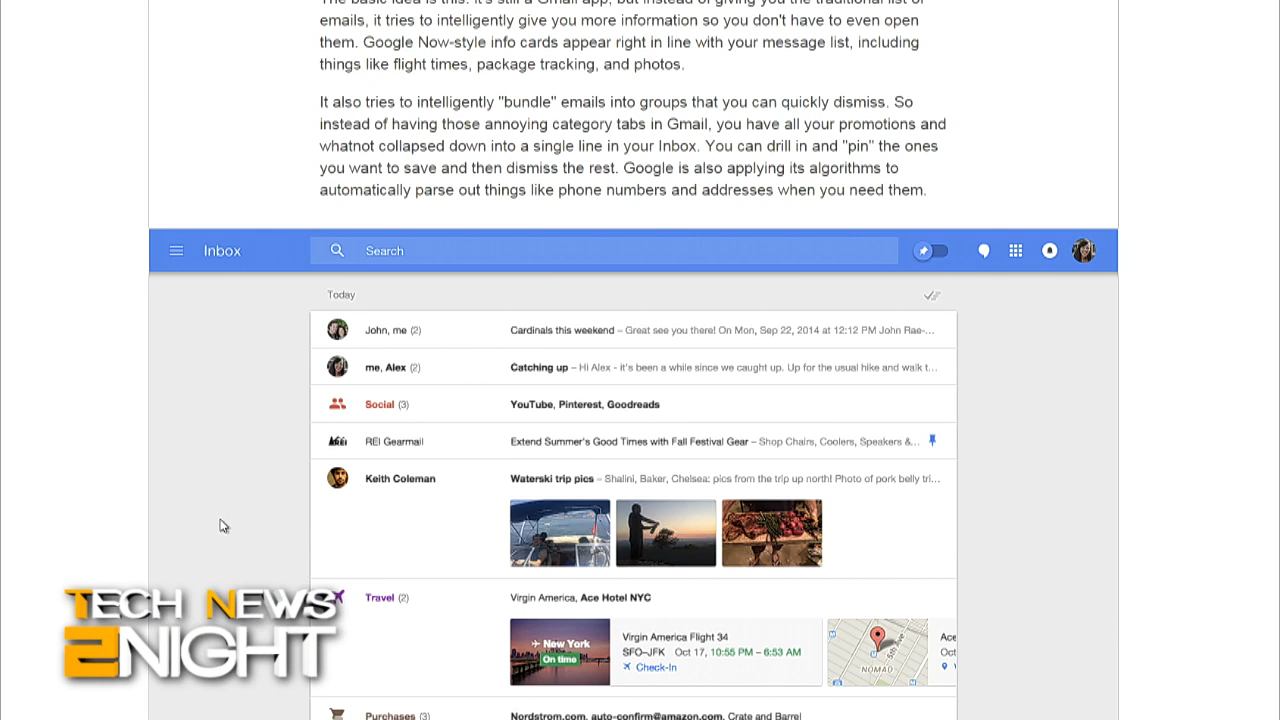 The basic idea is this: it's still a Gmail app, but instead of giving you the traditional list of
emails, it tries to intelligently give you more information so you don't have to even open
them. Google Now-style info cards appear right in line with your message list, including
things like flight times, package tracking, and photos.
It also tries to intelligently "bundle" emails into groups that you can quickly dismiss. So
instead of having those annoying category tabs in Gmail, you have all your promotions and
whatnot collapsed down into a single line in your Inbox. You can drill in and "pin" the ones
you want to save and then dismiss the rest. Google is also applying its algorithms to
automatically parse out things like phone numbers and addresses when you need them.
Inbox Search
Today
John, me (2) Cardinals this weekend – Great see you there! On Mon, Sep 22, 2014 at 12:12 PM John Rae-...
me, Alex (2) Catching up – Hi Alex - it's been a while since we caught up. Up for the usual hike and walk t...
Social (3) YouTube, Pinterest, Goodreads
REI REI Gearmail Extend Summer's Good Times with Fall Festival Gear – Shop Chairs, Coolers, Speakers &...
Keith Coleman Waterski trip pics – Shalini, Baker, Chelsea: pics from the trip up north! Photo of pork belly tri...
Travel (2) Virgin America, Ace Hotel NYC
New York
On time
Virgin America Flight 34
SFO-JFK Oct 17, 10:55 PM – 6:53 AM
Check-In
NOMAD
Ace
Oct
Purchases (3) Nordstrom.com, auto-confirm@amazon.com, Crate and Barrel
TECH NEWS
2NIGHT